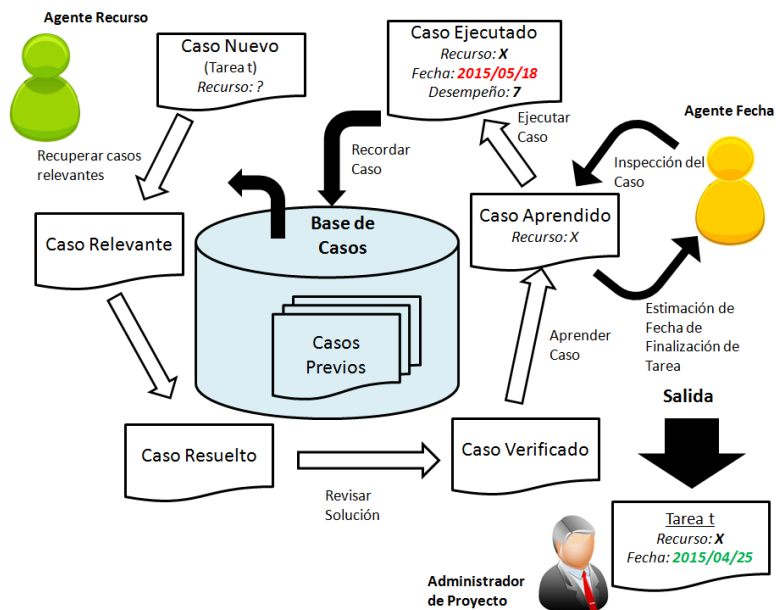 Agente Recurso
Caso Nuevo
(Tarea t)
Recurso: ?
Caso Ejecutado
Recurso: X
Fecha: 2015/05/18
Desempeño: 7
Agente Fecha
Recuperar casos
relevantes
Recordar
Caso
Ejecutar
Caso
Inspección del
Caso
Caso Relevante
Base de
Casos
Caso Aprendido
Recurso: X
Casos
Previos
Aprender
Caso
Estimación de
Fecha de
Finalización de
Tarea
Salida
Caso Resuelto
Revisar
Solución
Caso Verificado
Tarea t
Recurso: X
Fecha: 2015/04/25
Administrador
de Proyecto